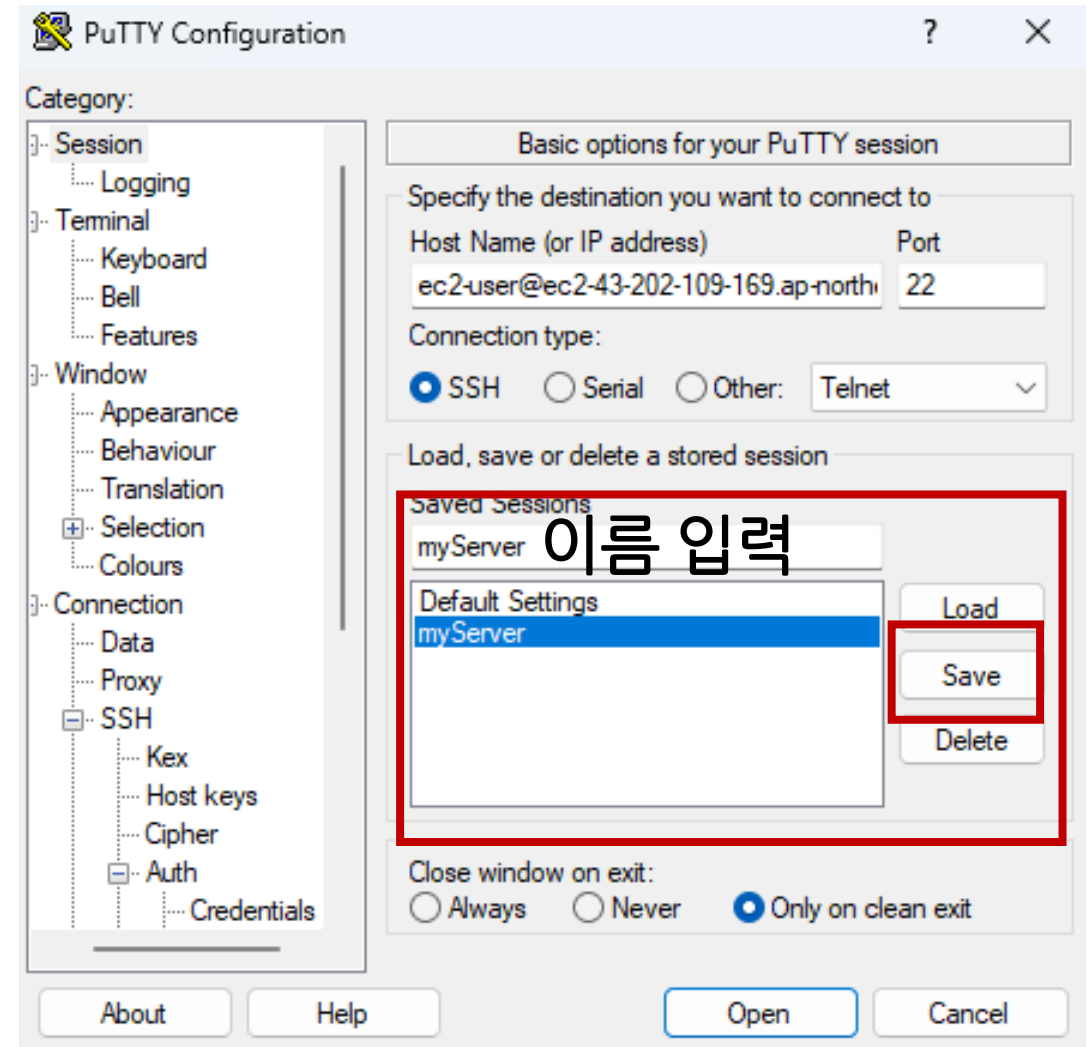 PuTTY Configuration
?
Category:
Session
Logging
Terminal
Keyboard
Bell
Features
Window
Appearance
Behaviour
Translation
Selection
Colours
Connection
Data
Proxy
SSH
Kex
Host keys
Cipher
Auth
Credentials
Basic options for your PuTTY session
Specify the destination you want to connect to
Host Name (or IP address) Port
ec2-user@ec2-43-202-109-169.ap-northe 22
Connection type:
SSH Serial Other: Telnet
Load, save or delete a stored session
Saved Sessions
myServer 이름 입력
Default Settings
myServer
Load
Save
Delete
Close window on exit:
Always Never Only on clean exit
About Help Open Cancel